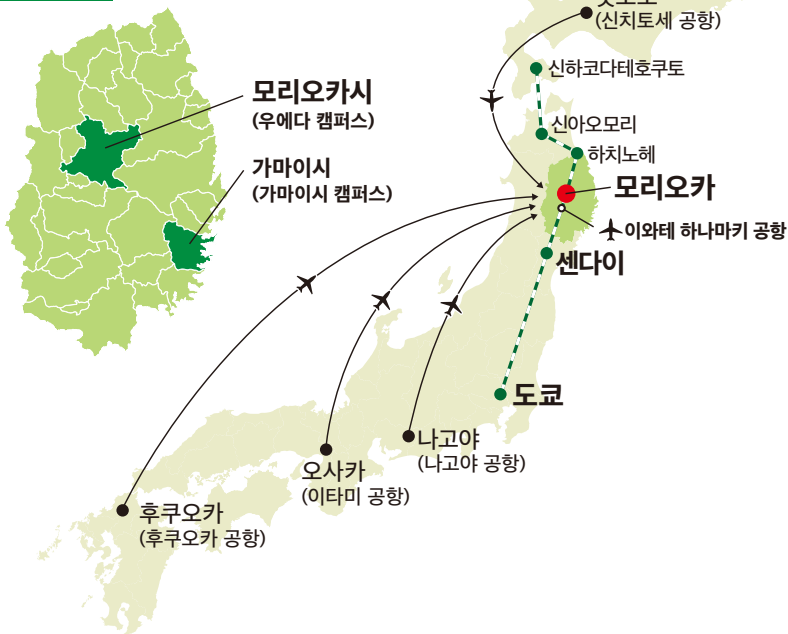 (신치토세 공항)
신하코다테호쿠토
신아오모리
하치노헤
모리오카시
(우에다 캠퍼스)
가마이시
(가마이시 캠퍼스)
모리오카
이와테 하나마키 공항
센다이
도쿄
나고야
(나고야 공항)
오사카
(이타미 공항)
후쿠오카
(후쿠오카 공항)